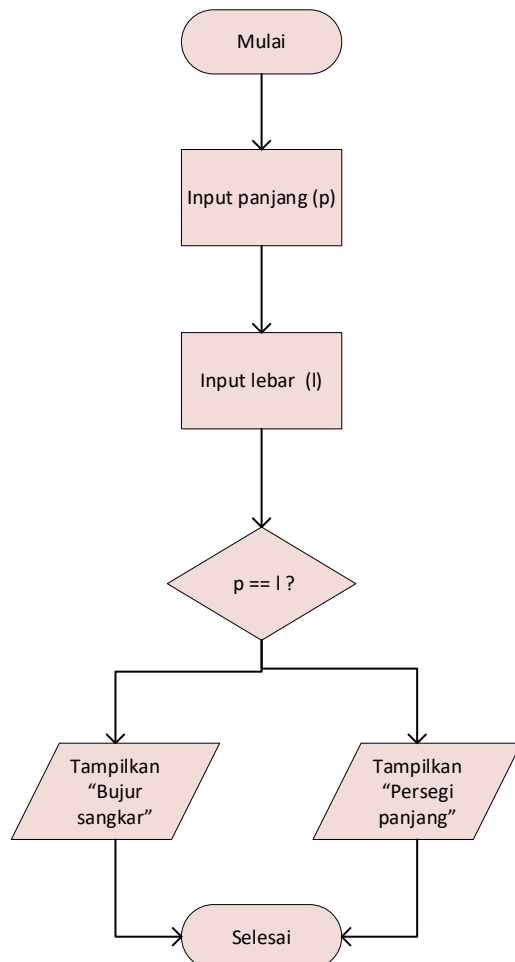 Mulai
Input panjang (p)
Input lebar (l)
p == l ?
Tampilkan
“Bujur
sangkar”
Tampilkan
“Persegi
panjang”
Selesai